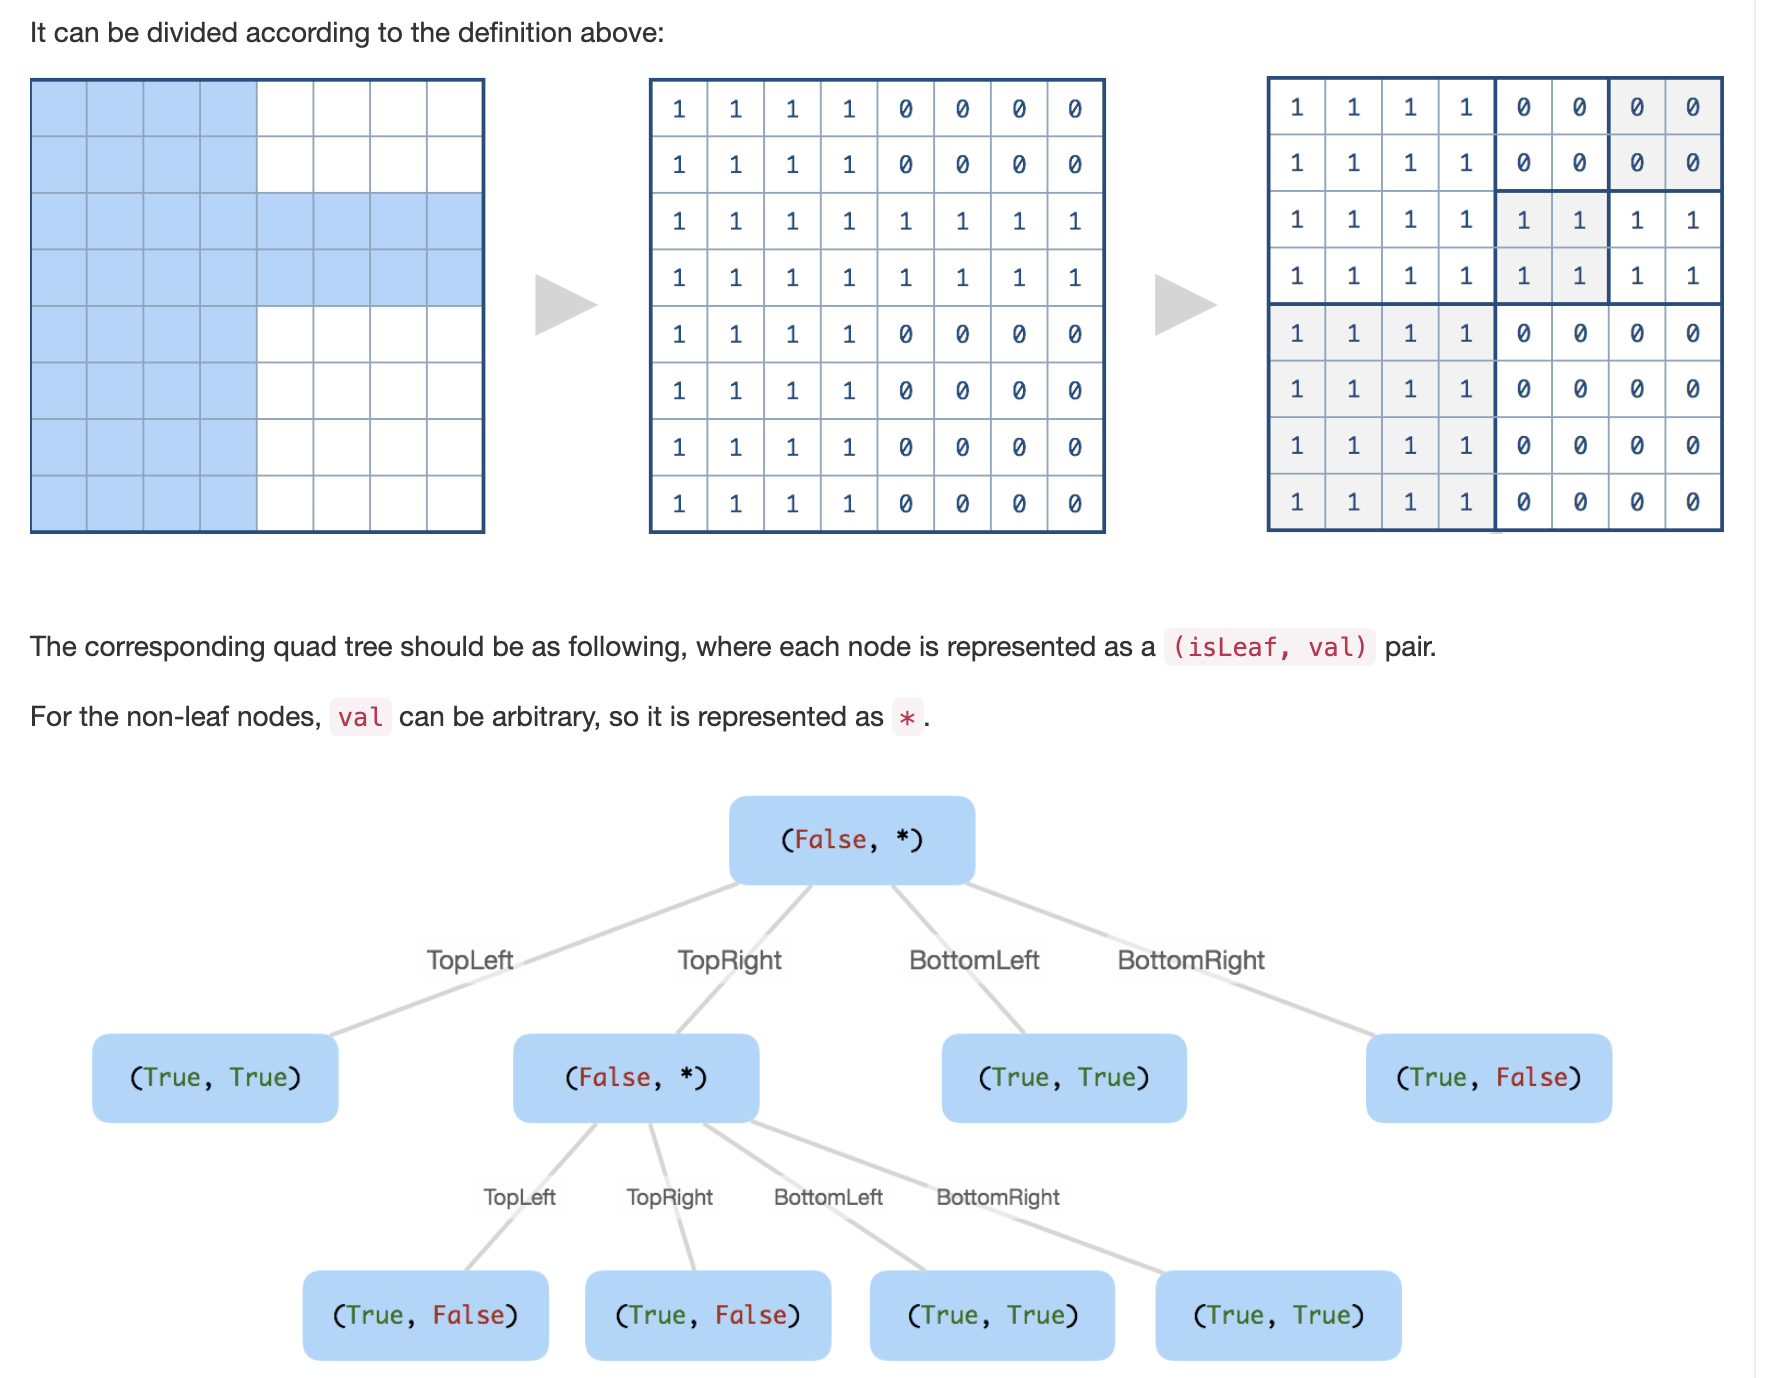 It can be divided according to the definition above:
1 1 1 1 0 0 0 0
1 1 1 1 0 0 0 0
1 1 1 1 1 1 1 1
1 1 1 1 1 1 1 1
1 1 1 1 0 0 0 0
1 1 1 1 0 0 0 0
1 1 1 1 0 0 0 0
1 1 1 1 0 0 0 0
1 1 1 1 0 0 0 0
1 1 1 1 0 0 0 0
1 1 1 1 1 1 1 1
1 1 1 1 1 1 1 1
1 1 1 1 0 0 0 0
1 1 1 1 0 0 0 0
1 1 1 1 0 0 0 0
1 1 1 1 0 0 0 0
The corresponding quad tree should be as following, where each node is represented as a (isLeaf, val) pair.
For the non-leaf nodes, val can be arbitrary, so it is represented as *.
(False, *)
TopLeft TopRight BottomLeft BottomRight
(True, True) (False, *) (True, True) (True, False)
TopLeft TopRight BottomLeft BottomRight
(True, False) (True, False) (True, True) (True, True)